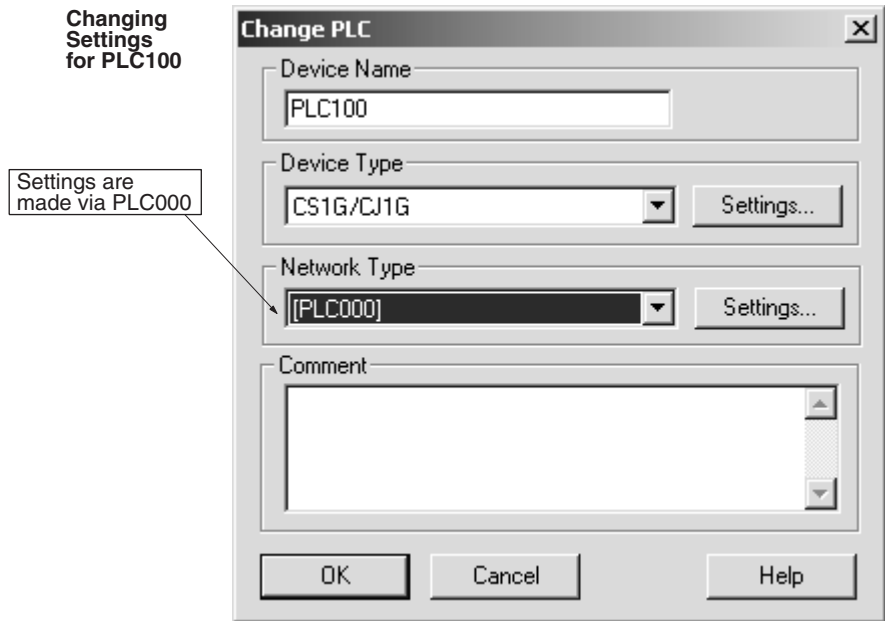 Changing
Settings
for PLC100
Change PLC
Device Name
PLC100
Device Type
CS1G/CJ1G
Settings...
Settings are
made via PLC000
Network Type
[PLC000]
Settings...
Comment
OK
Cancel
Help